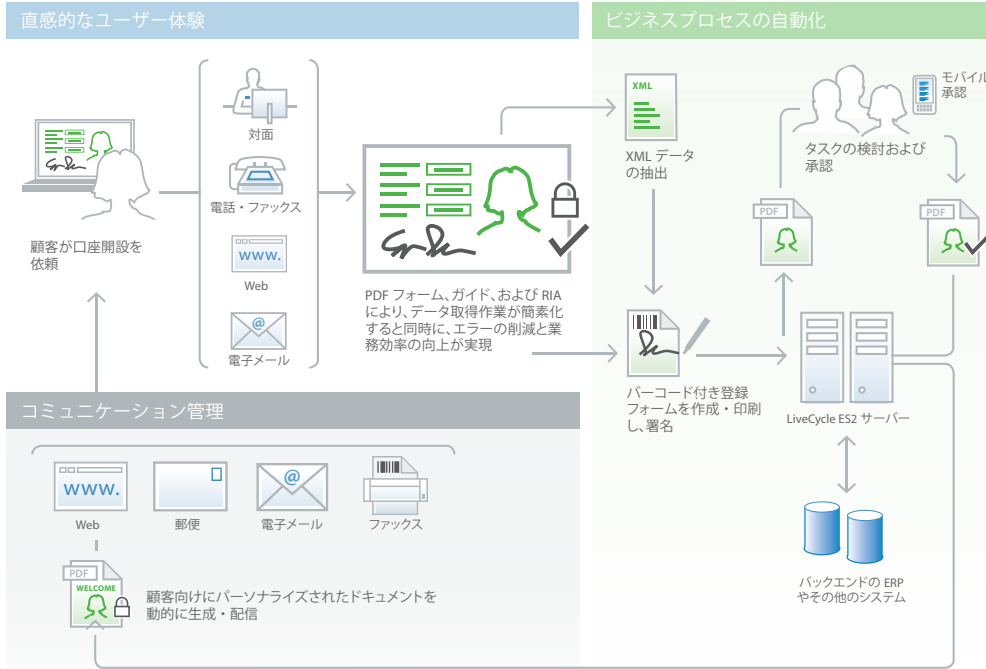 直感的なユーザー体験
対面
電話・ファックス
www.
Web
@
電子メール
顧客が口座開設を
依頼
PDF フォーム、ガイド、および RIA
により、データ取得作業が簡素化
すると同時に、エラーの削減と業
務効率の向上が実現
ビジネスプロセスの自動化
XML
XML データ
の抽出
モバイル
承認
タスクの検討および
承認
PDF
PDF
バーコード付き登録
フォームを作成・印刷
し、署名
LiveCycle ES2 サーバー
バックエンドの ERP
やその他のシステム
コミュニケーション管理
www.
Web
郵便
@
電子メール
ファックス
PDF
WELCOME
顧客向けにパーソナライズされたドキュメントを
動的に生成・配信